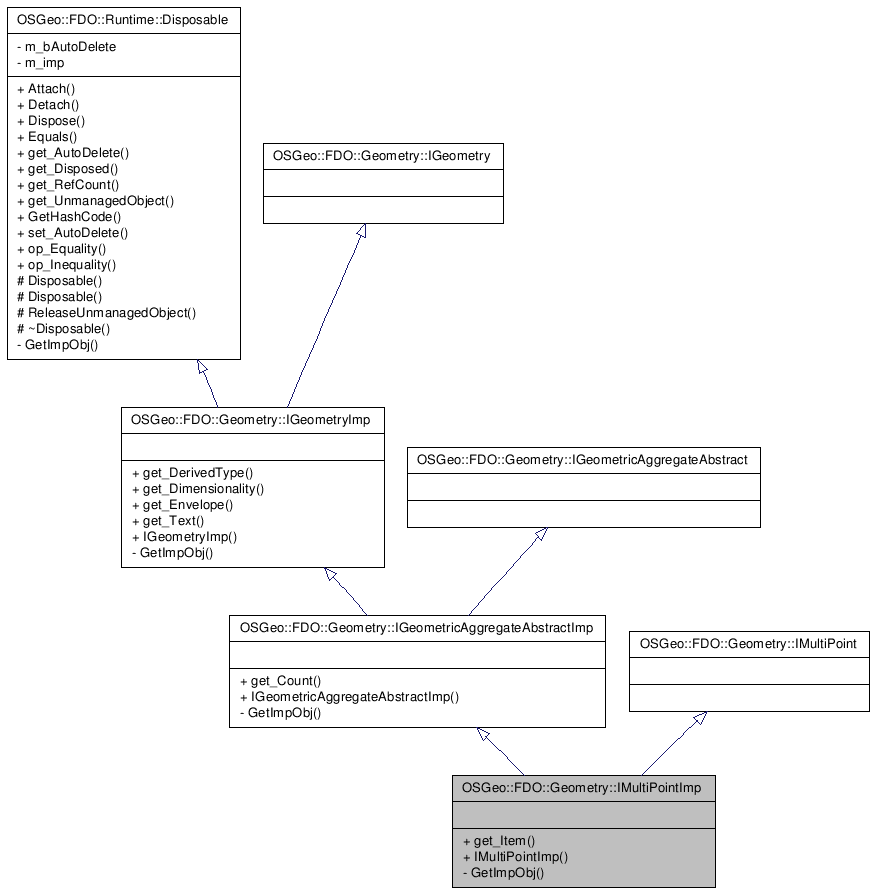 OSGeo::FDO::Runtime::Disposable
- m_bAutoDelete
- m_imp
+ Attach()
+ Detach()
+ Dispose()
+ Equals()
+ get_AutoDelete()
+ get_Disposed()
+ get_RefCount()
+ get_UnmanagedObject()
+ GetHashCode()
+ set_AutoDelete()
+ op_Equality()
+ op_Inequality()
# Disposable()
# Disposable()
# ReleaseUnmanagedObject()
# ~Disposable()
- GetImpObj()
OSGeo::FDO::Geometry::IGeometry
OSGeo::FDO::Geometry::IGeometryImp
+ get_DerivedType()
+ get_Dimensionality()
+ get_Envelope()
+ get_Text()
+ IGeometryImp()
- GetImpObj()
OSGeo::FDO::Geometry::IGeometricAggregateAbstract
OSGeo::FDO::Geometry::IGeometricAggregateAbstractImp
+ get_Count()
+ IGeometricAggregateAbstractImp()
- GetImpObj()
OSGeo::FDO::Geometry::IMultiPoint
OSGeo::FDO::Geometry::IMultiPointImp
+ get_Item()
+ IMultiPointImp()
- GetImpObj()